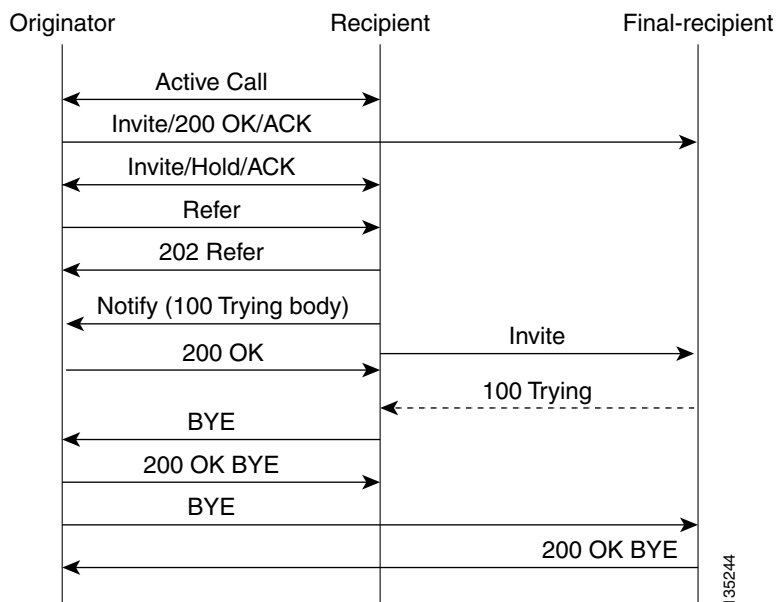 Originator Recipient Final-recipient
Active Call
Invite/200 OK/ACK
Invite/Hold/ACK
Refer
202 Refer
Notify (100 Trying body)
Invite
200 OK
100 Trying
BYE
200 OK BYE
BYE
200 OK BYE
135244